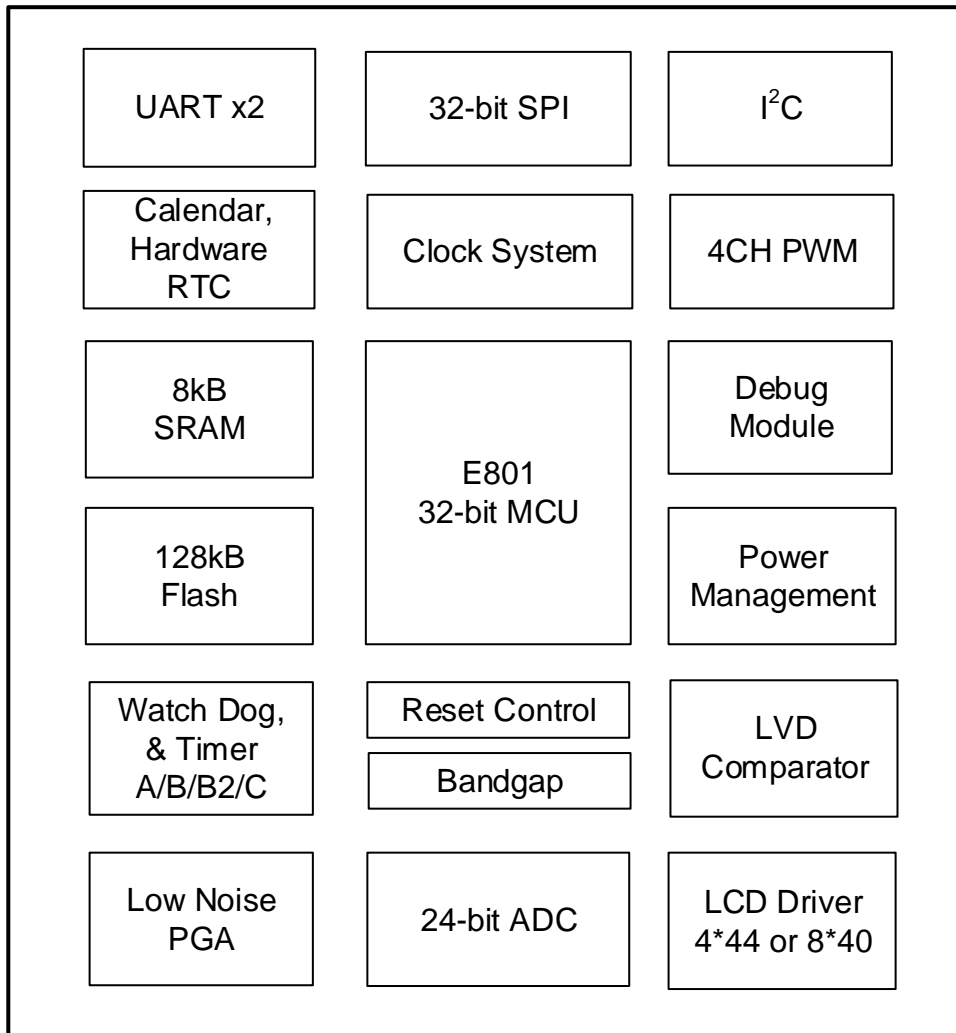 UART x2
32-bit SPI
I²C
Calendar,
Hardware
RTC
Clock System
4CH PWM
8kB
SRAM
E801
32-bit MCU
Debug
Module
128kB
Flash
Power
Management
Watch Dog,
& Timer
A/B/B2/C
Reset Control
Bandgap
LVD
Comparator
Low Noise
PGA
24-bit ADC
LCD Driver
4*44 or 8*40